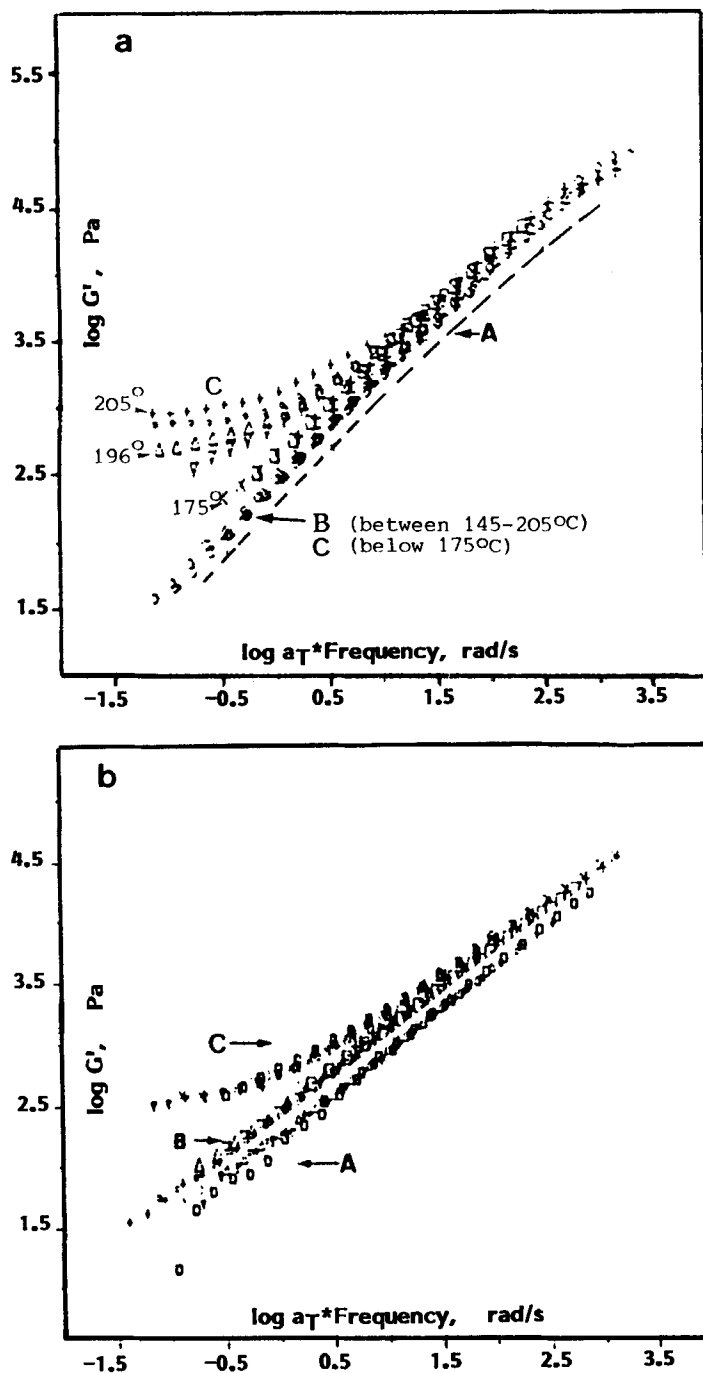 a
5.5
4.5
3.5
2.5
1.5
log G' , Pa
205°
C
196°
175°
A
B (between 145-205°C)
C (below 175°C)
log aT*Frequency, rad/s
-1.5 -0.5 0.5 1.5 2.5 3.5
b
4.5
3.5
2.5
1.5
log G' , Pa
C
B
A
log aT*Frequency, rad/s
-1.5 -0.5 0.5 1.5 2.5 3.5